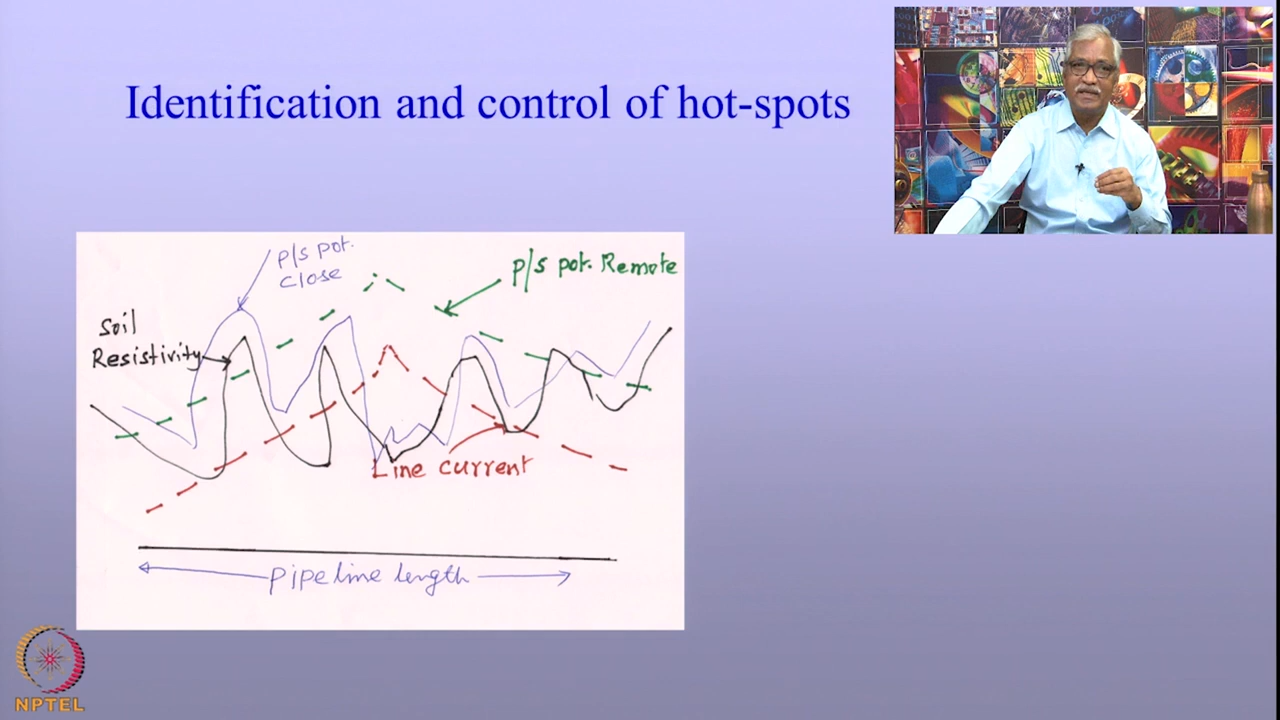 Identification and control of hot-spots
p/s pot.
close
p/s pot. Remote
Soil
Resistivity
Line current
pipeline length
NPTEL